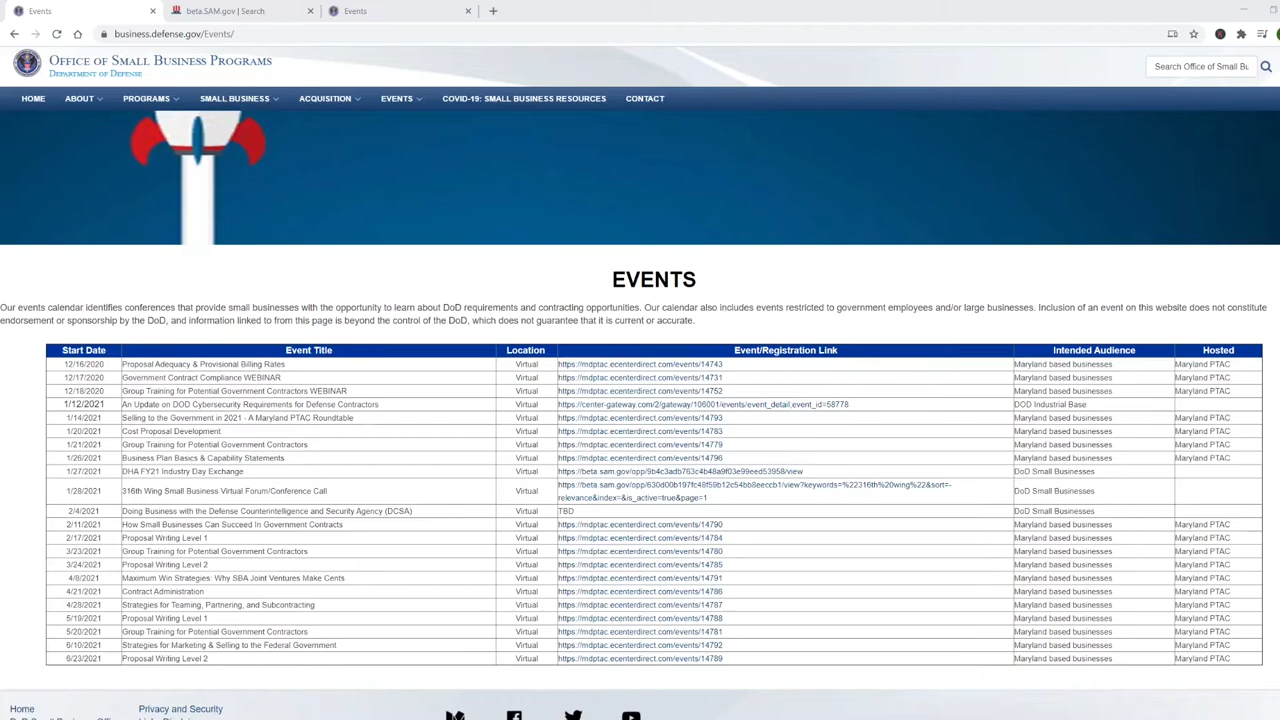 Events
beta.SAM.gov | Search
Events
business.defense.gov/Events/
OFFICE OF SMALL BUSINESS PROGRAMS
DEPARTMENT OF DEFENSE
Search Office of Small Bu
HOME ABOUT PROGRAMS SMALL BUSINESS ACQUISITION EVENTS COVID-19: SMALL BUSINESS RESOURCES CONTACT
EVENTS
Our events calendar identifies conferences that provide small businesses with the opportunity to learn about DoD requirements and contracting opportunities. Our calendar also includes events restricted to government employees and/or large businesses. Inclusion of an event on this website does not constitute
endorsement or sponsorship by the DoD, and information linked to from this page is beyond the control of the DoD, which does not guarantee that it is current or accurate.
Start Date Event Title Location Event/Registration Link Intended Audience Hosted
12/16/2020 Proposal Adequacy & Provisional Billing Rates Virtual https://mdptac.ecenterdirect.com/events/14743 Maryland based businesses Maryland PTAC
12/17/2020 Government Contract Compliance WEBINAR Virtual https://mdptac.ecenterdirect.com/events/14731 Maryland based businesses Maryland PTAC
12/18/2020 Group Training for Potential Government Contractors WEBINAR Virtual https://mdptac.ecenterdirect.com/events/14752 Maryland based businesses Maryland PTAC
1/12/2021 An Update on DOD Cybersecurity Requirements for Defense Contractors Virtual https://center-gateway.com/2/gateway/106001/events/event_detail,event_id=58778 DOD Industrial Base
1/14/2021 Selling to the Government in 2021 - A Maryland PTAC Roundtable Virtual https://mdptac.ecenterdirect.com/events/14793 Maryland based businesses Maryland PTAC
1/20/2021 Cost Proposal Development Virtual https://mdptac.ecenterdirect.com/events/14783 Maryland based businesses Maryland PTAC
1/21/2021 Group Training for Potential Government Contractors Virtual https://mdptac.ecenterdirect.com/events/14779 Maryland based businesses Maryland PTAC
1/26/2021 Business Plan Basics & Capability Statements Virtual https://mdptac.ecenterdirect.com/events/14796 Maryland based businesses Maryland PTAC
1/27/2021 DHA FY21 Industry Day Exchange Virtual https://beta.sam.gov/opp/9b4c3adb763c4b48a9f03e99eed53958/view DoD Small Businesses
1/28/2021 316th Wing Small Business Virtual Forum/Conference Call Virtual https://beta.sam.gov/opp/630d00b197fc48f59b12c54bb8eeccb1/view?keywords=%22316th%20wing%22&sort=-
relevance&index=&is_active=true&page=1 DoD Small Businesses
2/4/2021 Doing Business with the Defense Counterintelligence and Security Agency (DCSA) Virtual TBD DoD Small Businesses
2/11/2021 How Small Businesses Can Succeed In Government Contracts Virtual https://mdptac.ecenterdirect.com/events/14790 Maryland based businesses Maryland PTAC
2/17/2021 Proposal Writing Level 1 Virtual https://mdptac.ecenterdirect.com/events/14784 Maryland based businesses Maryland PTAC
3/23/2021 Group Training for Potential Government Contractors Virtual https://mdptac.ecenterdirect.com/events/14780 Maryland based businesses Maryland PTAC
3/24/2021 Proposal Writing Level 2 Virtual https://mdptac.ecenterdirect.com/events/14785 Maryland based businesses Maryland PTAC
4/8/2021 Maximum Win Strategies: Why SBA Joint Ventures Make Cents Virtual https://mdptac.ecenterdirect.com/events/14791 Maryland based businesses Maryland PTAC
4/21/2021 Contract Administration Virtual https://mdptac.ecenterdirect.com/events/14786 Maryland based businesses Maryland PTAC
4/28/2021 Strategies for Teaming, Partnering, and Subcontracting Virtual https://mdptac.ecenterdirect.com/events/14787 Maryland based businesses Maryland PTAC
5/19/2021 Proposal Writing Level 1 Virtual https://mdptac.ecenterdirect.com/events/14788 Maryland based businesses Maryland PTAC
5/20/2021 Group Training for Potential Government Contractors Virtual https://mdptac.ecenterdirect.com/events/14781 Maryland based businesses Maryland PTAC
6/10/2021 Strategies for Marketing & Selling to the Federal Government Virtual https://mdptac.ecenterdirect.com/events/14792 Maryland based businesses Maryland PTAC
6/23/2021 Proposal Writing Level 2 Virtual https://mdptac.ecenterdirect.com/events/14789 Maryland based businesses Maryland PTAC
Home Privacy and Security